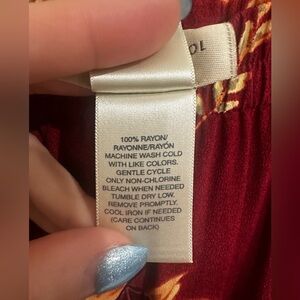 OL
100% RAYON/
RAYONNE/RAYÓN
MACHINE WASH COLD
WITH LIKE COLORS.
GENTLE CYCLE
ONLY NON-CHLORINE
BLEACH WHEN NEEDED
TUMBLE DRY LOW.
REMOVE PROMPTLY.
COOL IRON IF NEEDED
(CARE CONTINUES
ON BACK)